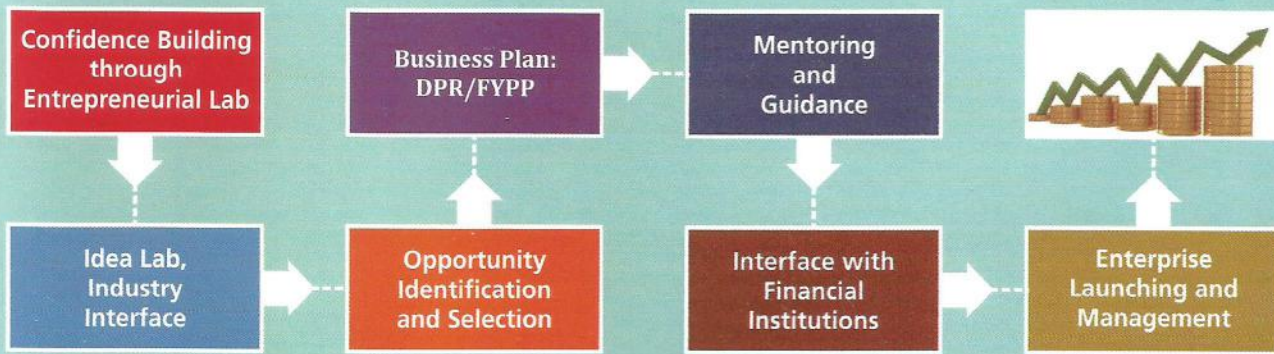 Confidence Building
through
Entrepreneurial Lab
Idea Lab,
Industry
Interface
Opportunity
Identification
and Selection
Business Plan:
DPR/FYPP
Mentoring
and
Guidance
Interface with
Financial
Institutions
Enterprise
Launching and
Management